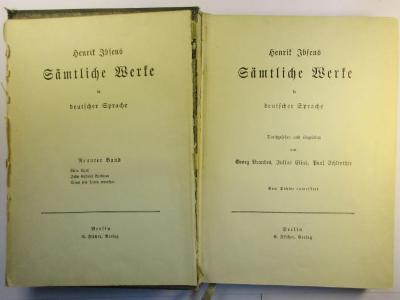 Henrik Ibsens
Sämtliche Werke
in
deutscher Sprache
Neunter Band
Klein Eyolf
John Gabriel Borkman
Wenn wir Toten erwachen
Berlin
S. Fischer, Verlag
Henrik Ibsens
Sämtliche Werke
in
deutscher Sprache
Durchgesehen und eingeleitet
von
Georg Brandes, Julius Elias, Paul Schlenther
Vom Dichter autorisiert
Berlin
S. Fischer, Verlag